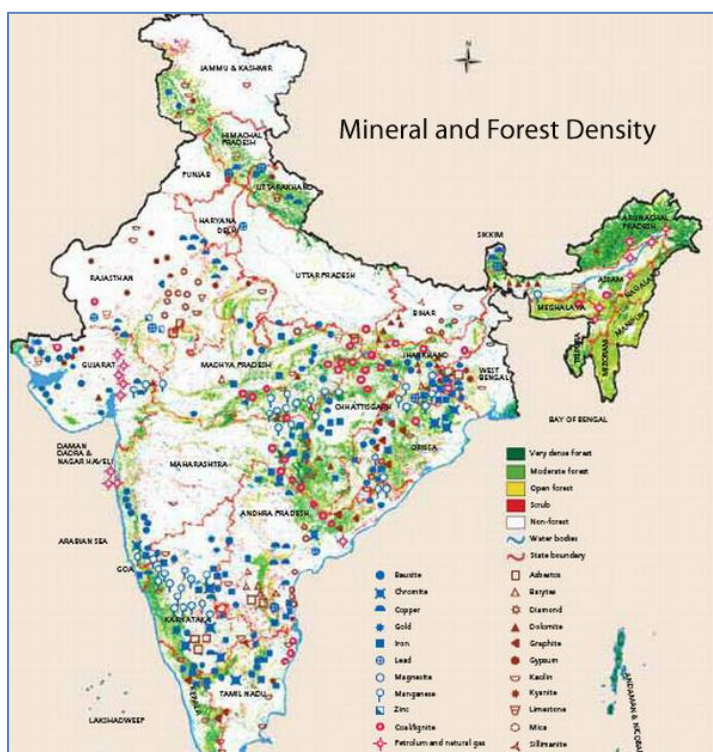 N
JAMMU & KASHMIR
Mineral and Forest Density
HIMACHAL
PRADESH
PUNJAB
UTTARAKHAND
HARYANA
DELHI
ARUNACHAL
PRADESH
SIKKIM
RAJASTHAN
UTTAR PRADESH
ASSAM
NAGALAND
BIHAR
MEGHALAYA
MANIPUR
JHARKHAND
TRIPURA
MIZORAM
GUJARAT
MADHYA PRADESH
WEST
BENGAL
CHHATTISGARH
BAY OF BENGAL
DAMAN
DADRA &
NAGAR HAVELI
ORISSA
MAHARASHTRA
Very dense forest
Moderate forest
Open forest
Scrub
Non-forest
Water bodies
State boundary
ANDHRA PRADESH
ARABIAN SEA
GOA
KARNATAKA
Bauxite
Chromite
Copper
Gold
Iron
Lead
Magnesite
Manganese
Zinc
Coal/lignite
Petrolum and natural gas
Asbestos
Barytes
Diamond
Dolomite
Graphite
Gypsum
Kaolin
Kyanite
Limestone
Mica
Sillimanite
KERALA
TAMIL NADU
LAKSHADWEEP
ANDAMAN & NICOBAR